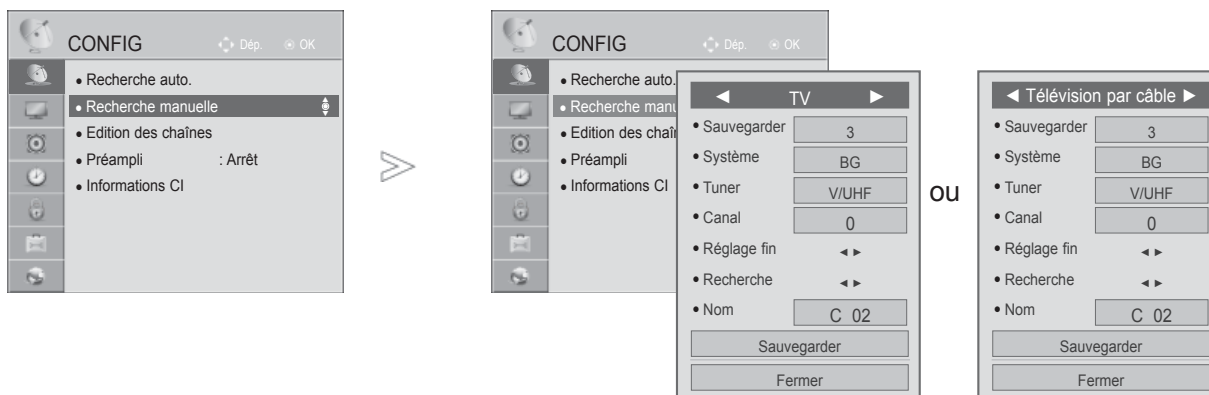 CONFIG
Dép. OK
• Recherche auto.
• Recherche manuelle
• Edition des chaînes
• Préampli : Arrêt
• Informations CI
CONFIG
Dép. OK
• Recherche auto.
• Recherche manu
• Edition des chaîn
• Préampli
• Informations CI
◄ TV ►
• Sauvegarder 3
• Système BG
• Tuner V/UHF
• Canal 0
• Réglage fin ◄ ►
• Recherche ◄ ►
• Nom C 02
Sauvegarder
Fermer
ou
◄ Télévision par câble ►
• Sauvegarder 3
• Système BG
• Tuner V/UHF
• Canal 0
• Réglage fin ◄ ►
• Recherche ◄ ►
• Nom C 02
Sauvegarder
Fermer